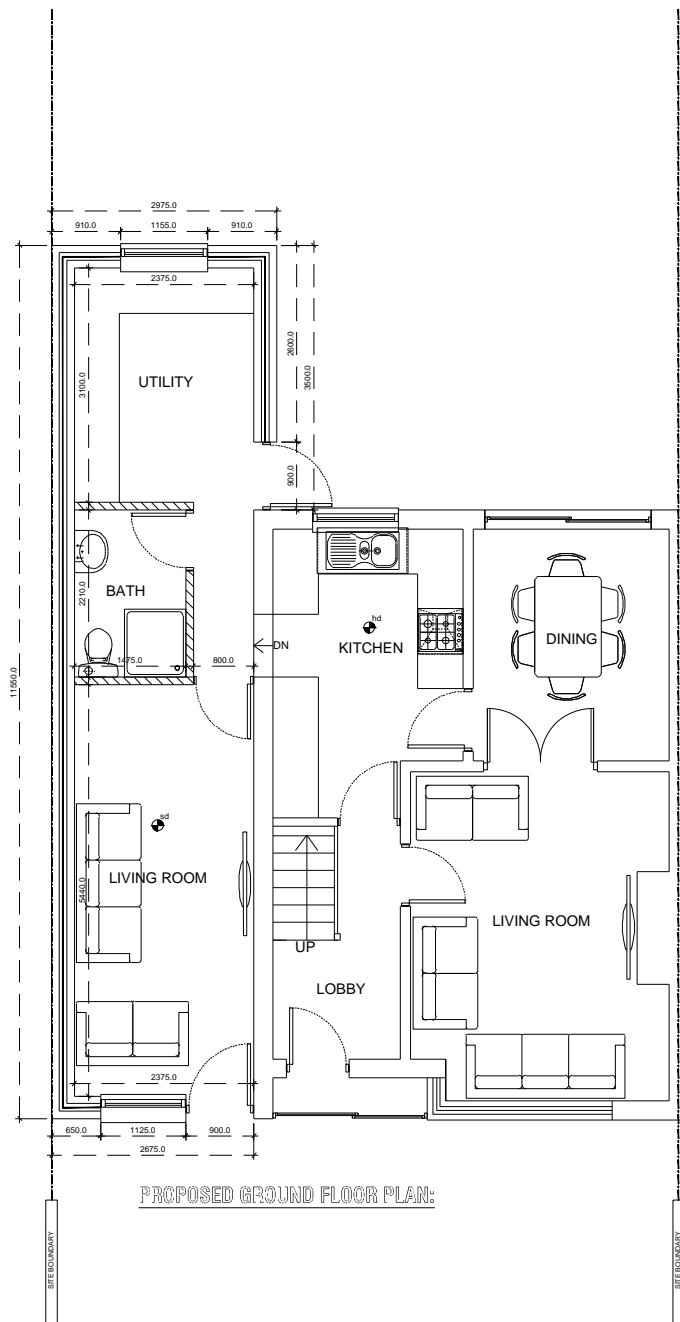 2975.0
910.0 1155.0 910.0
2375.0
2600.0
3500.0
3100.0
UTILITY
900.0
BATH
2210.0
hd
KITCHEN
DN
DINING
1475.0 800.0
11550.0
sd
LIVING ROOM
5440.0
LIVING ROOM
UP
LOBBY
2375.0
650.0 1125.0 900.0
2675.0
PROPOSED GROUND FLOOR PLAN:
SITE BOUNDARY
SITE BOUNDARY